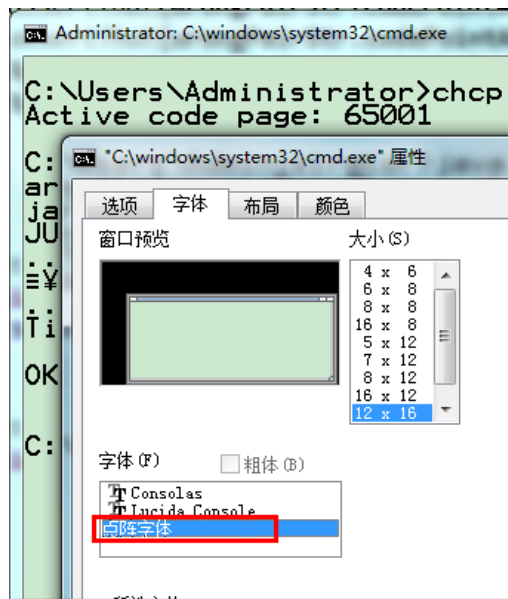 Administrator: C:\windows\system32\cmd.exe
C:\Users\Administrator>chcp
Active code page: 65001
C:
"C:\windows\system32\cmd.exe" 属性
ar
ja
JU
选项 字体 布局 颜色
窗口预览
大小(S)
4 x 6
6 x 8
8 x 8
16 x 8
5 x 12
7 x 12
8 x 12
16 x 12
12 x 16
OK
C:
字体(F)
粗体(B)
Consolas
Lucida Console
点阵字体